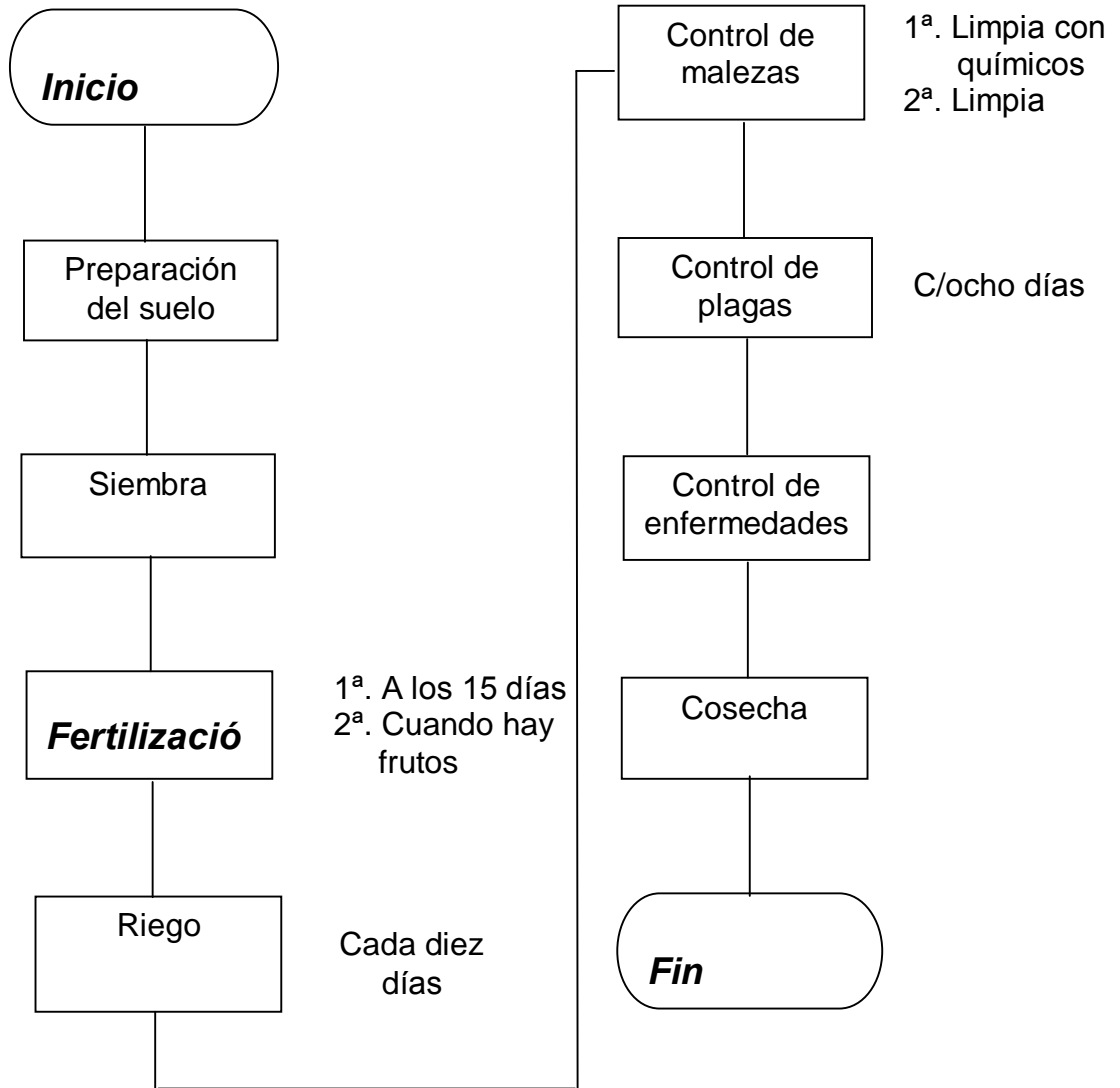 Inicio
Preparación
del suelo
Siembra
Fertilizació
1ª. A los 15 días
2ª. Cuando hay
frutos
Riego
Cada diez
días
Control de
malezas
1ª. Limpia con
químicos
2ª. Limpia
Control de
plagas
C/ocho días
Control de
enfermedades
Cosecha
Fin